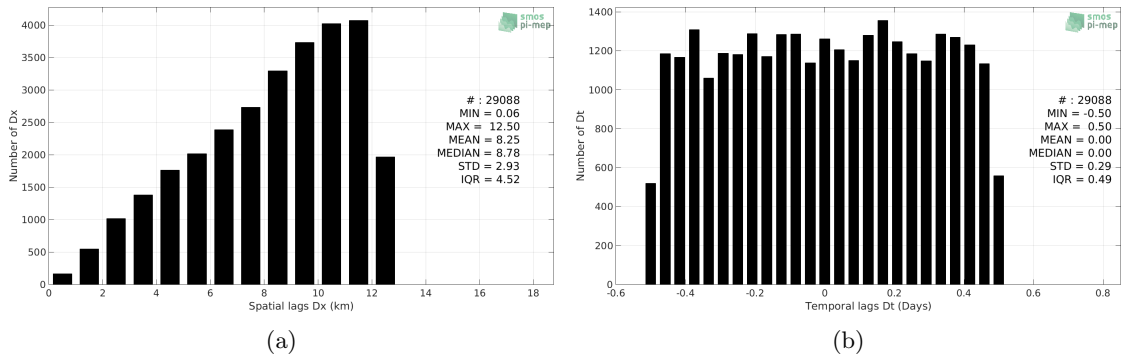 4000
3500
3000
2500
2000
1500
1000
500
0
Number of Dx
0 2 4 6 8 10 12 14 16 18
Spatial lags Dx (km)
smos
pi-mep
# : 29088
MIN = 0.06
MAX = 12.50
MEAN = 8.25
MEDIAN = 8.78
STD = 2.93
IQR = 4.52
(a)
1400
1200
1000
800
600
400
200
0
Number of Dt
-0.6 -0.4 -0.2 0 0.2 0.4 0.6 0.8
Temporal lags Dt (Days)
smos
pi-mep
# : 29088
MIN = -0.50
MAX = 0.50
MEAN = 0.00
MEDIAN = 0.00
STD = 0.29
IQR = 0.49
(b)